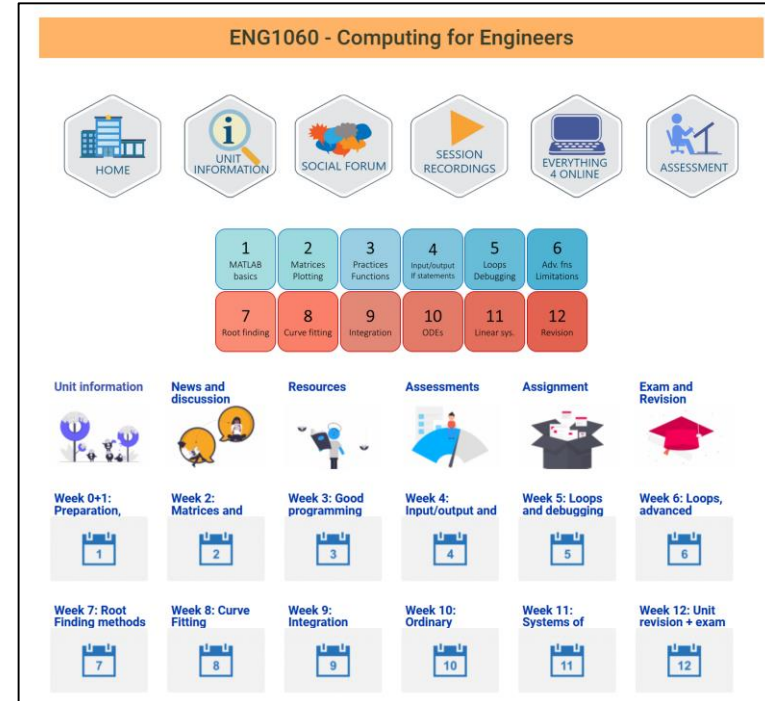 ENG1060 - Computing for Engineers
HOME
UNIT
INFORMATION
SOCIAL FORUM
SESSION
RECORDINGS
EVERYTHING
4 ONLINE
ASSESSMENT
1
MATLAB
basics
2
Matrices
Plotting
3
Practices
Functions
4
Input/output
If statements
5
Loops
Debugging
6
Adv. fns
Limitations
7
Root finding
8
Curve fitting
9
Integration
10
ODEs
11
Linear sys.
12
Revision
Unit information
News and
discussion
Resources
Assessments
Assignment
Exam and
Revision
Week 0+1:
Preparation,
1
Week 2:
Matrices and
2
Week 3: Good
programming
3
Week 4:
Input/output and
4
Week 5: Loops
and debugging
5
Week 6: Loops,
advanced
6
Week 7: Root
Finding methods
7
Week 8: Curve
Fitting
8
Week 9:
Integration
9
Week 10:
Ordinary
10
Week 11:
Systems of
11
Week 12: Unit
revision + exam
12